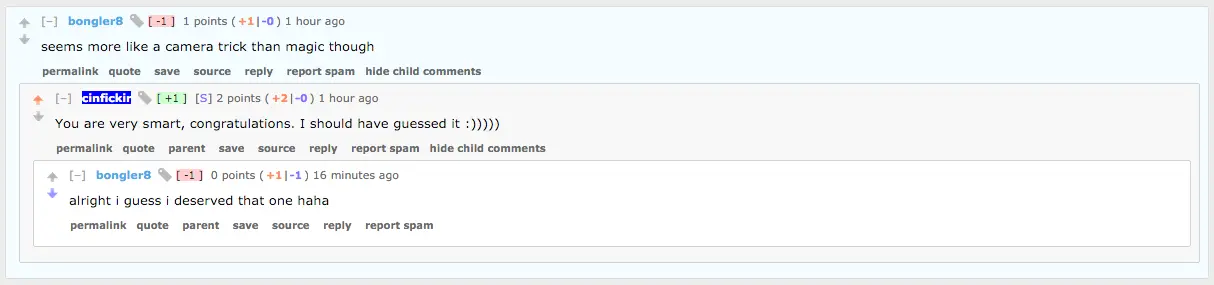 [–] bongler8 [ -1 ] 1 points ( +1|-0 ) 1 hour ago
seems more like a camera trick than magic though
permalink quote save source reply report spam hide child comments
[–] cinfickir [ +1 ] [S] 2 points ( +2|-0 ) 1 hour ago
You are very smart, congratulations. I should have guessed it :)))))
permalink quote parent save source reply report spam hide child comments
[–] bongler8 [ -1 ] 0 points ( +1|-1 ) 16 minutes ago
alright i guess i deserved that one haha
permalink quote parent save source reply report spam